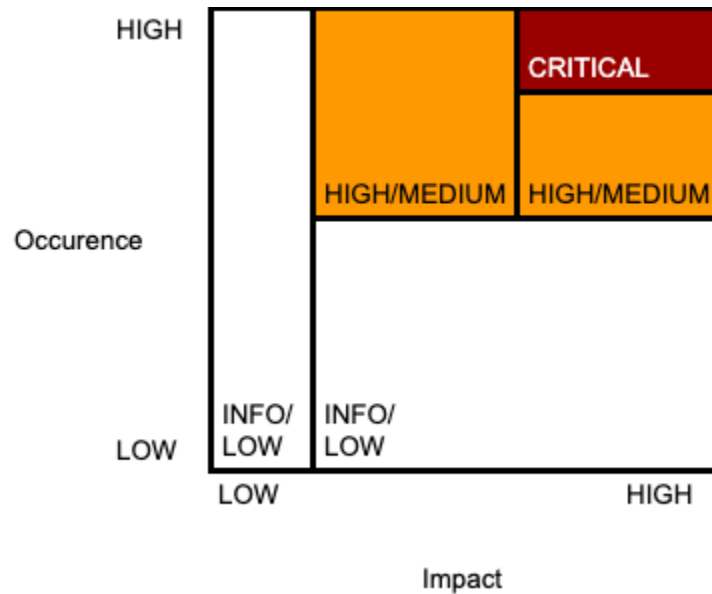 HIGH
CRITICAL
HIGH/MEDIUM
HIGH/MEDIUM
Occurence
INFO/
LOW
INFO/
LOW
LOW
LOW
HIGH
Impact